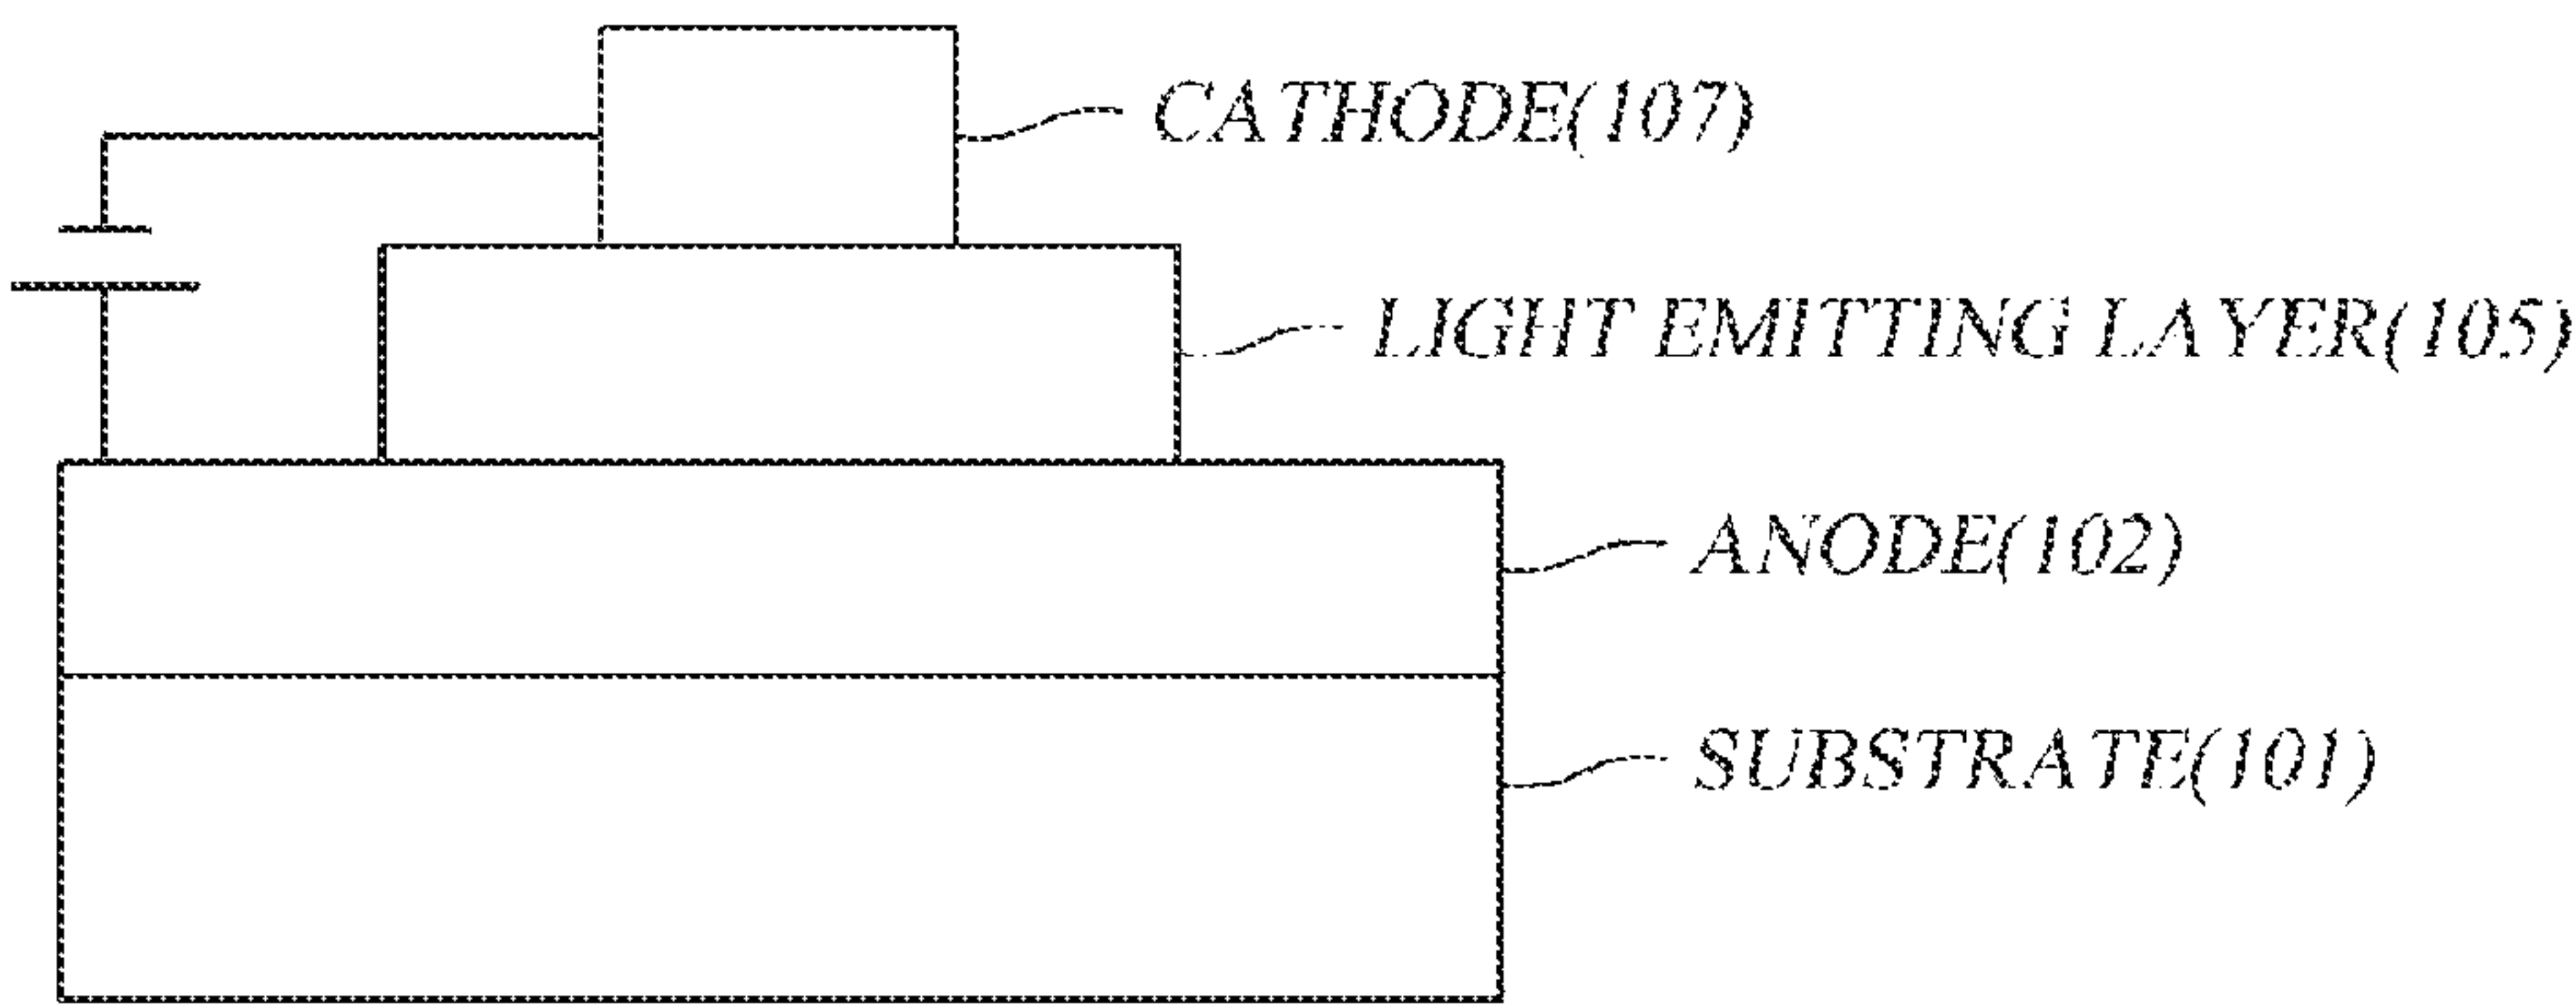 CATHODE(107)
LIGHT EMITTING LAYER(105)
ANODE(102)
SUBSTRATE(101)